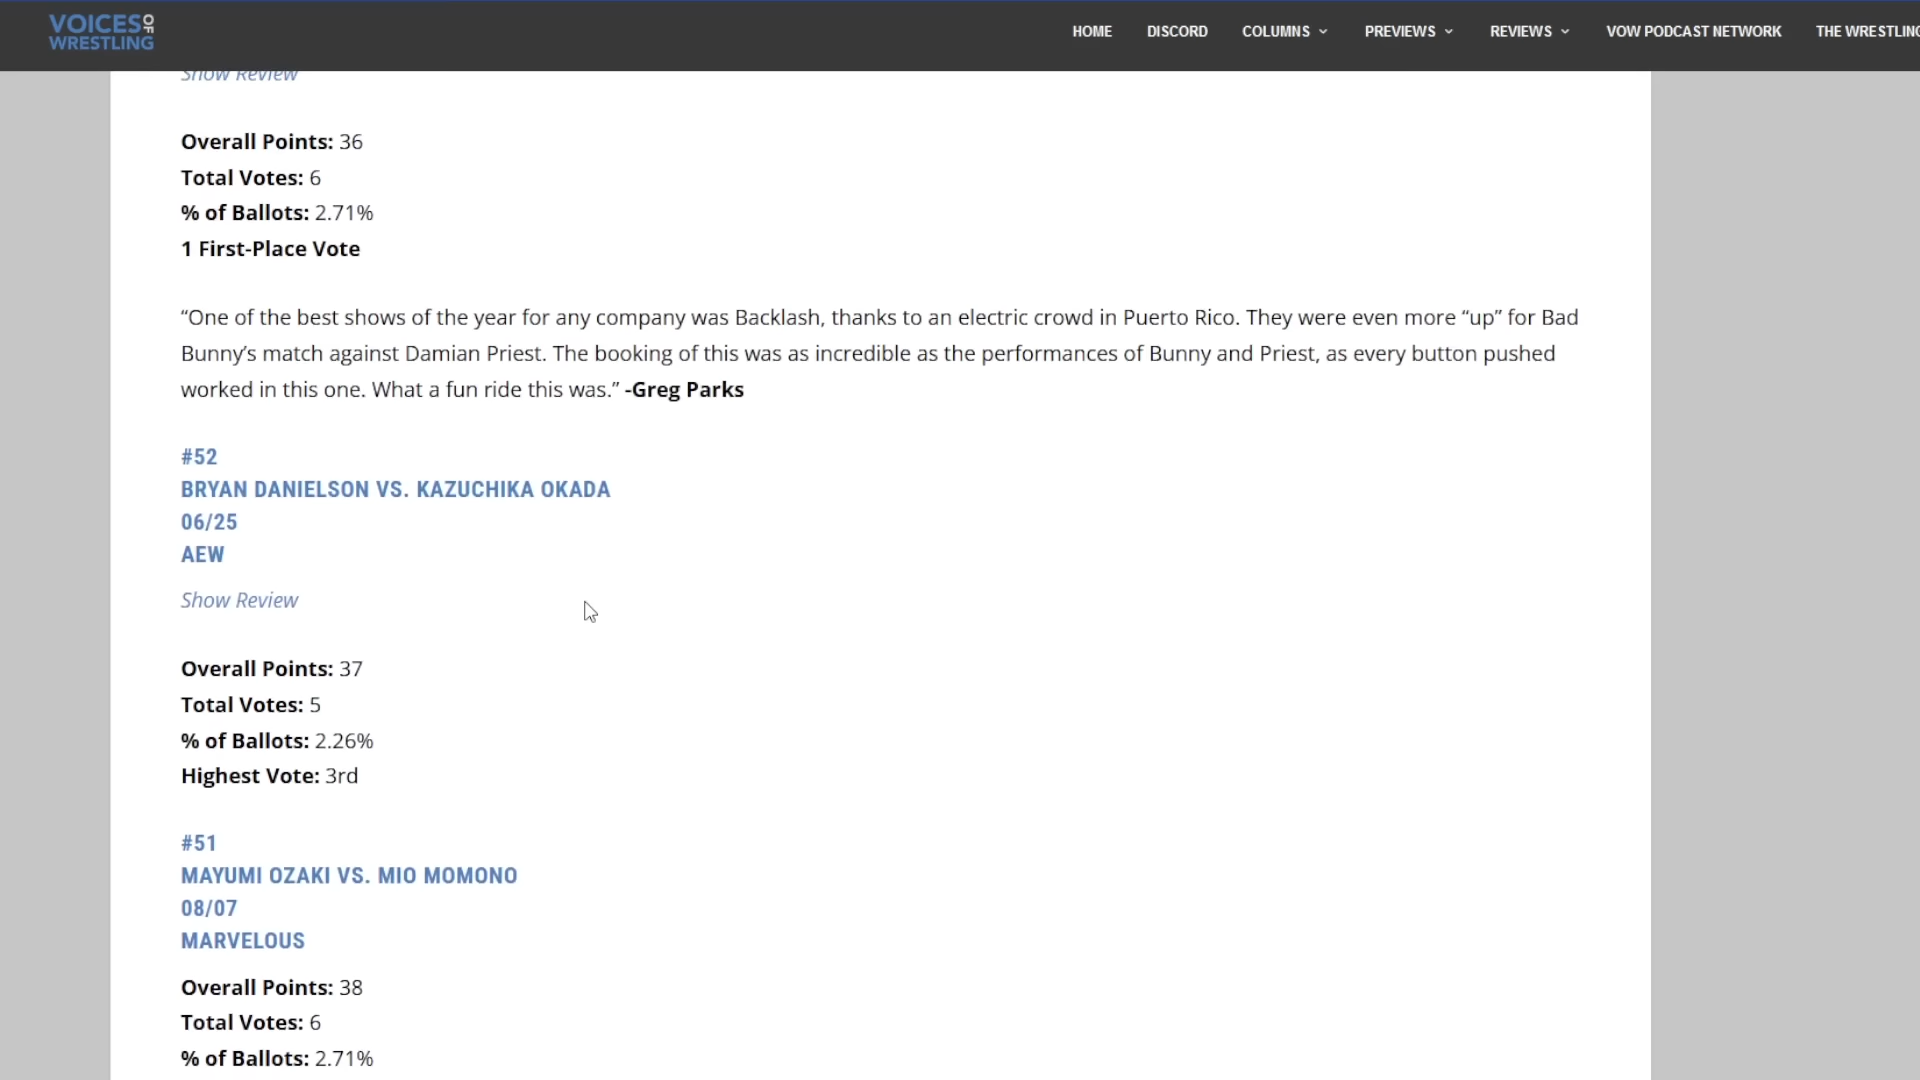 VOICES OF
WRESTLING
HOME DISCORD COLUMNS PREVIEWS REVIEWS VOW PODCAST NETWORK THE WRESTLING
Show Review
Overall Points: 36
Total Votes: 6
% of Ballots: 2.71%
1 First-Place Vote
“One of the best shows of the year for any company was Backlash, thanks to an electric crowd in Puerto Rico. They were even more “up” for Bad
Bunny’s match against Damian Priest. The booking of this was as incredible as the performances of Bunny and Priest, as every button pushed
worked in this one. What a fun ride this was.” -Greg Parks
#52
BRYAN DANIELSON VS. KAZUCHIKA OKADA
06/25
AEW
Show Review
Overall Points: 37
Total Votes: 5
% of Ballots: 2.26%
Highest Vote: 3rd
#51
MAYUMI OZAKI VS. MIO MOMONO
08/07
MARVELOUS
Overall Points: 38
Total Votes: 6
% of Ballots: 2.71%